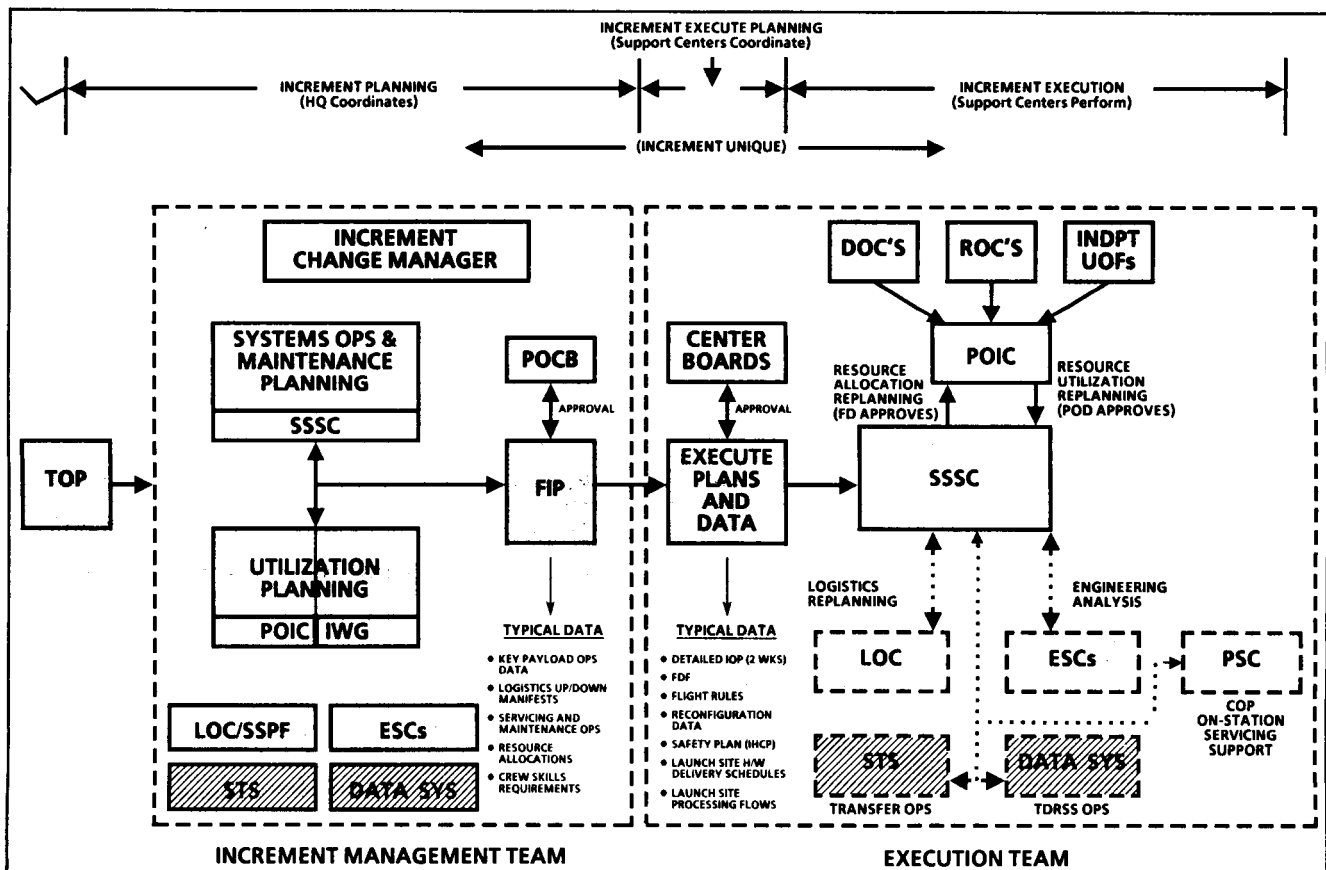 INCREMENT EXECUTE PLANNING
(Support Centers Coordinate)
INCREMENT PLANNING
(HQ Coordinates)
INCREMENT EXECUTION
(Support Centers Perform)
(INCREMENT UNIQUE)
INCREMENT
CHANGE MANAGER
SYSTEMS OPS &
MAINTENANCE
PLANNING
SSSC
TOP
UTILIZATION
PLANNING
POIC IWG
LOC/SSPF
ESCs
STS
DATA SYS
POCB
APPROVAL
FIP
TYPICAL DATA
• KEY PAYLOAD OPS
DATA
• LOGISTICS UP/DOWN
MANIFESTS
• SERVICING AND
MAINTENANCE OPS
• RESOURCE
ALLOCATIONS
• CREW SKILLS
REQUIREMENTS
INCREMENT MANAGEMENT TEAM
CENTER
BOARDS
APPROVAL
EXECUTE
PLANS
AND
DATA
TYPICAL DATA
• DETAILED IOP (2 WKS)
• FDF
• FLIGHT RULES
• RECONFIGURATION
DATA
• SAFETY PLAN (IHCP)
• LAUNCH SITE H/W
DELIVERY SCHEDULES
• LAUNCH SITE
PROCESSING FLOWS
DOC'S
ROC'S
INDPT
UOFs
POIC
RESOURCE
ALLOCATION
REPLANNING
(FD APPROVES)
RESOURCE
UTILIZATION
REPLANNING
(POD APPROVES)
SSSC
LOGISTICS
REPLANNING
ENGINEERING
ANALYSIS
LOC
ESCs
PSC
COP
ON-STATION
SERVICING
SUPPORT
STS
DATA SYS
TRANSFER OPS
TDRSS OPS
EXECUTION TEAM